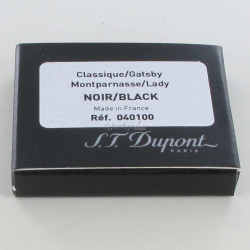 Classique/Gatsby
Montparnasse/Lady
NOIR/BLACK
Made in France
Réf. 040100
S.T. Dupont
PARIS